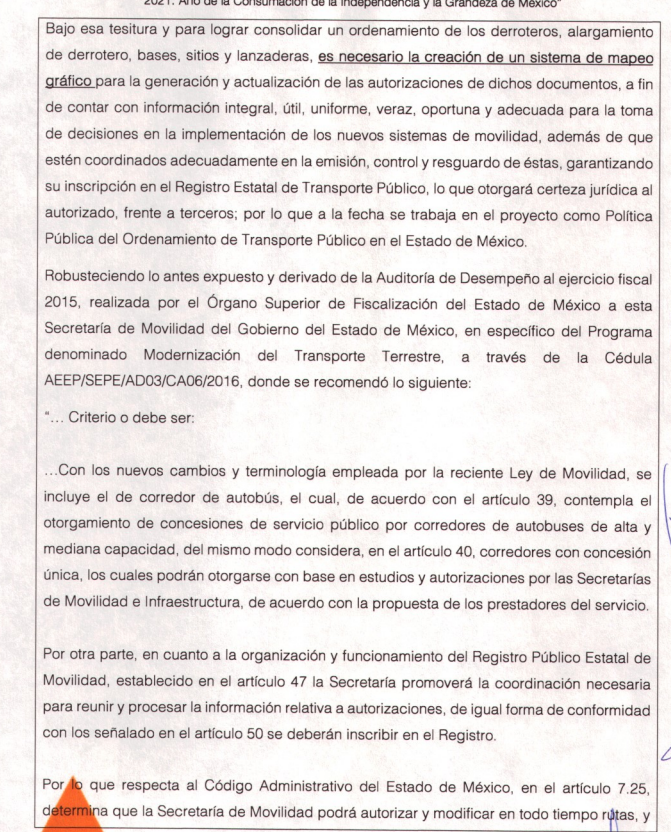 2021. Año de la Consumación de la Independencia y la Grandeza de México"
Bajo esa tesitura y para lograr consolidar un ordenamiento de los derroteros, alargamiento
de derrotero, bases, sitios y lanzaderas, es necesario la creación de un sistema de mapeo
gráfico para la generación y actualización de las autorizaciones de dichos documentos, a fin
de contar con información integral, útil, uniforme, veraz, oportuna y adecuada para la toma
de decisiones en la implementación de los nuevos sistemas de movilidad, además de que
estén coordinados adecuadamente en la emisión, control y resguardo de éstas, garantizando
su inscripción en el Registro Estatal de Transporte Público, lo que otorgará certeza jurídica al
autorizado, frente a terceros; por lo que a la fecha se trabaja en el proyecto como Política
Pública del Ordenamiento de Transporte Público en el Estado de México.
Robusteciendo lo antes expuesto y derivado de la Auditoría de Desempeño al ejercicio fiscal
2015, realizada por el Órgano Superior de Fiscalización del Estado de México a esta
Secretaría de Movilidad del Gobierno del Estado de México, en específico del Programa
denominado Modernización del Transporte Terrestre, a través de la Cédula
AEEP/SEPE/AD03/CA06/2016, donde se recomendó lo siguiente:
"… Criterio o debe ser:
…Con los nuevos cambios y terminología empleada por la reciente Ley de Movilidad, se
incluye el de corredor de autobús, el cual, de acuerdo con el artículo 39, contempla el
otorgamiento de concesiones de servicio público por corredores de autobuses de alta y
mediana capacidad, del mismo modo considera, en el artículo 40, corredores con concesión
única, los cuales podrán otorgarse con base en estudios y autorizaciones por las Secretarías
de Movilidad e Infraestructura, de acuerdo con la propuesta de los prestadores del servicio.
Por otra parte, en cuanto a la organización y funcionamiento del Registro Público Estatal de
Movilidad, establecido en el artículo 47 la Secretaría promoverá la coordinación necesaria
para reunir y procesar la información relativa a autorizaciones, de igual forma de conformidad
con los señalado en el artículo 50 se deberán inscribir en el Registro.
Por lo que respecta al Código Administrativo del Estado de México, en el artículo 7.25,
determina que la Secretaría de Movilidad podrá autorizar y modificar en todo tiempo rutas, y